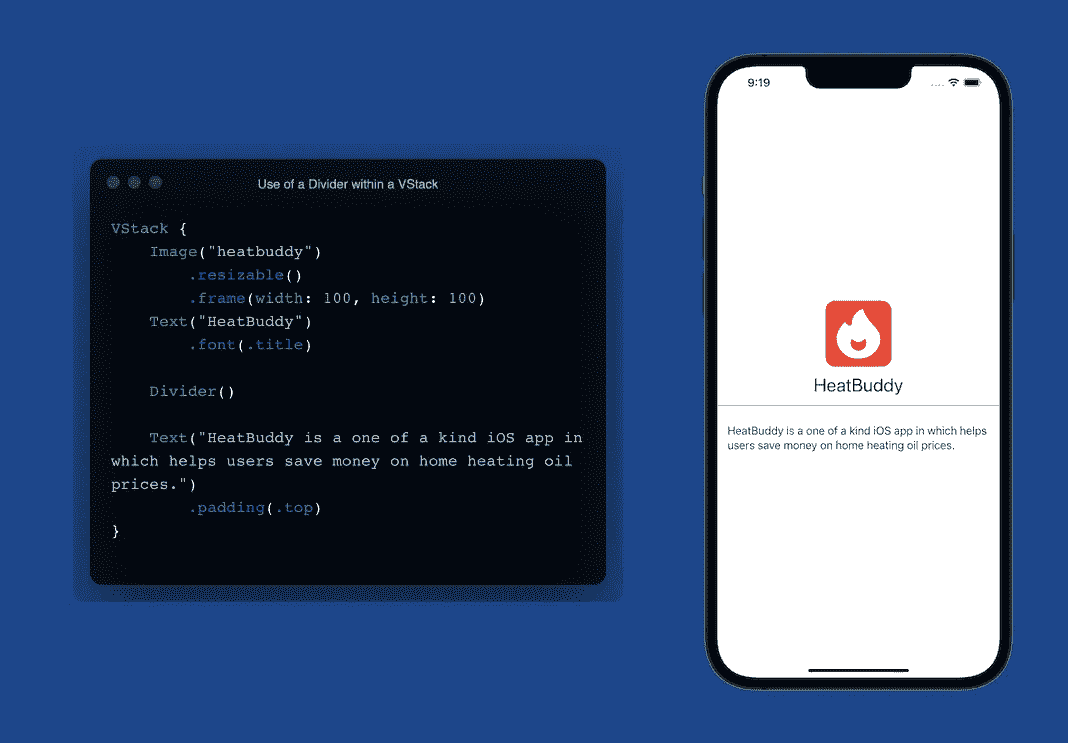 Use of a Divider within a VStack
VStack {
    Image("heatbuddy")
        .resizable()
        .frame(width: 100, height: 100)
    Text("HeatBuddy")
        .font(.title)
    Divider()
    Text("HeatBuddy is a one of a kind iOS app in
which helps users save money on home heating oil
prices.")
        .padding(.top)
}
9:19
HeatBuddy
HeatBuddy is a one of a kind iOS app in which helps
users save money on home heating oil prices.